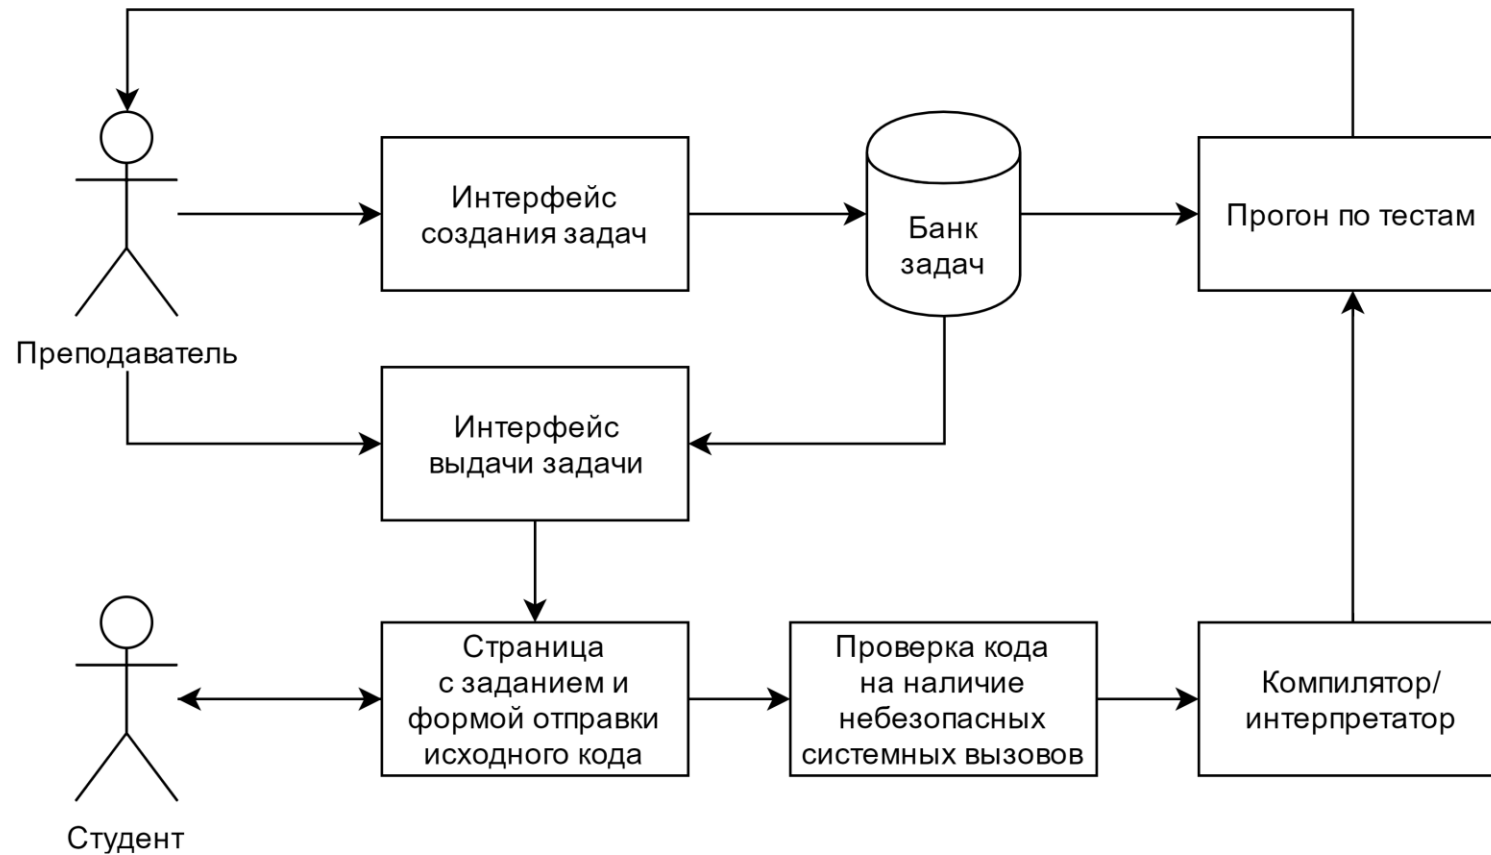 Интерфейс
создания задач
Банк
задач
Прогон по тестам
Преподаватель
Интерфейс
выдачи задачи
Страница
с заданием и
формой отправки
исходного кода
Проверка кода
на наличие
небезопасных
системных вызовов
Компилятор/
интерпретатор
Студент